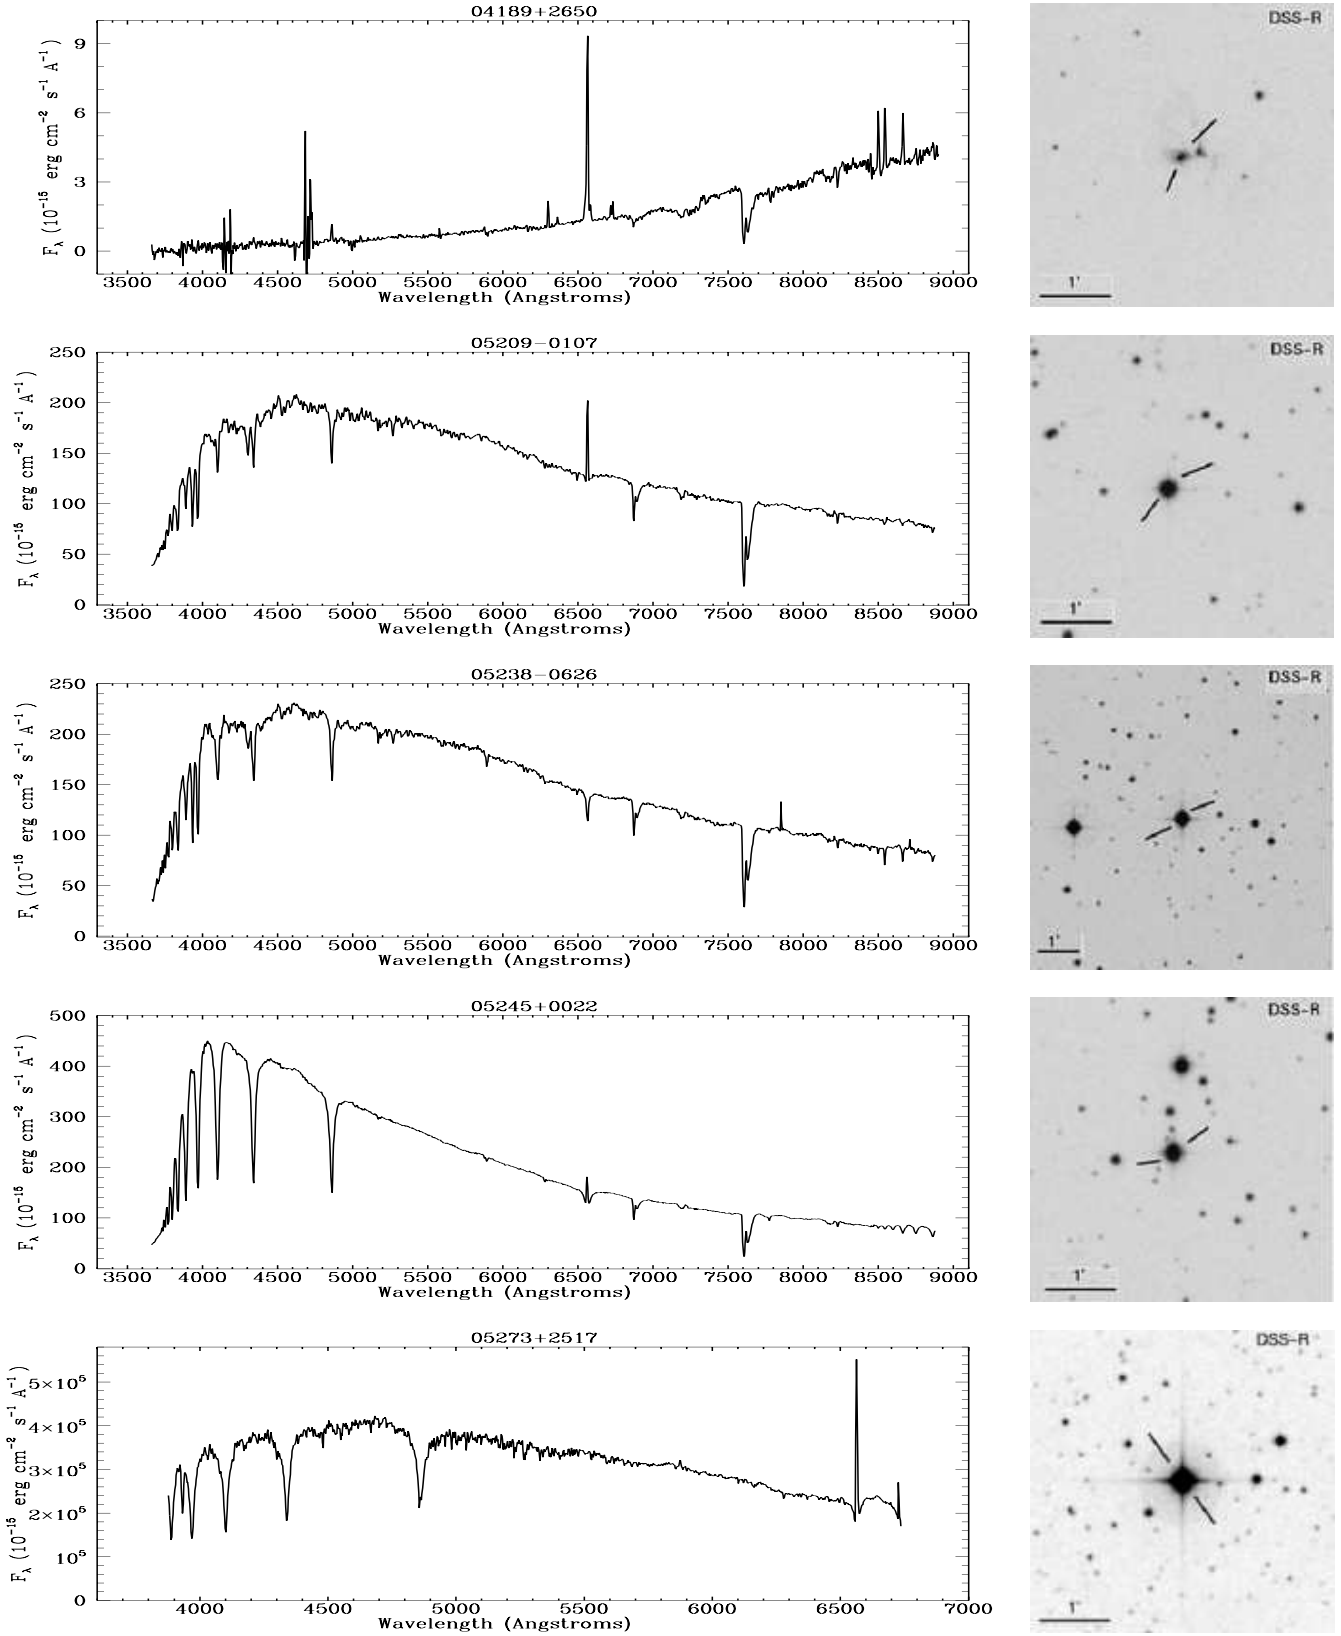 04189+2650
9
6
3
0
F_λ (10^-15 erg cm^-2 s^-1 A^-1)
3500 4000 4500 5000 5500 6000 6500 7000 7500 8000 8500 9000
Wavelength (Angstroms)
DSS-R
1'
05209-0107
250
200
150
100
50
0
F_λ (10^-15 erg cm^-2 s^-1 A^-1)
3500 4000 4500 5000 5500 6000 6500 7000 7500 8000 8500 9000
Wavelength (Angstroms)
DSS-R
1'
05238-0626
250
200
150
100
50
0
F_λ (10^-15 erg cm^-2 s^-1 A^-1)
3500 4000 4500 5000 5500 6000 6500 7000 7500 8000 8500 9000
Wavelength (Angstroms)
DSS-R
1'
05245+0022
500
400
300
200
100
0
F_λ (10^-15 erg cm^-2 s^-1 A^-1)
3500 4000 4500 5000 5500 6000 6500 7000 7500 8000 8500 9000
Wavelength (Angstroms)
DSS-R
1'
05273+2517
5×10^5
4×10^5
3×10^5
2×10^5
10^5
0
F_λ (10^-15 erg cm^-2 s^-1 A^-1)
4000 4500 5000 5500 6000 6500 7000
Wavelength (Angstroms)
DSS-R
1'